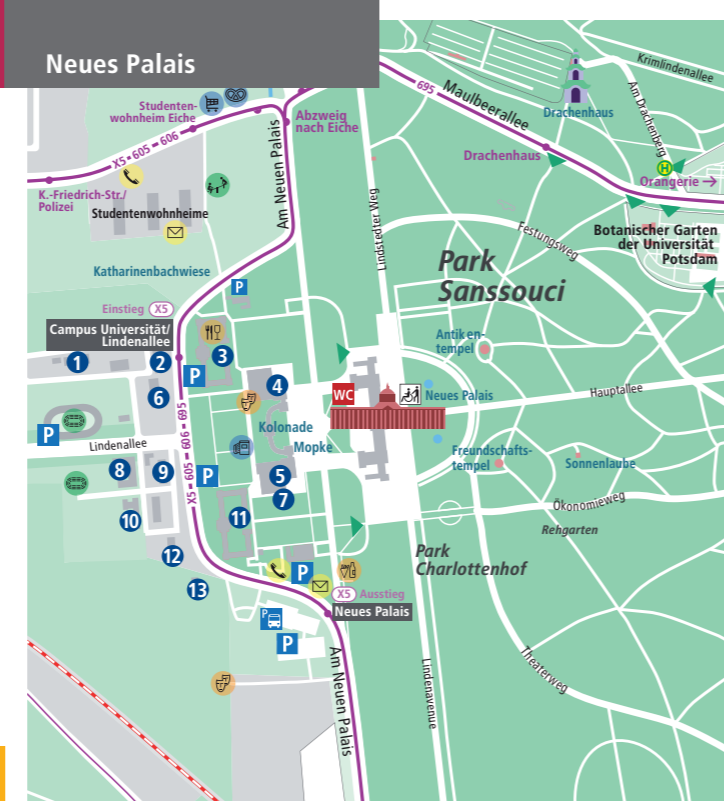 Neues Palais
Krimlindenallee
Am Drachenberg
695
Maulbeerallee
Drachenhaus
Drachenhaus
H
Orangerie →
Studenten-
wohnheim Eiche
Abzweig
nach Eiche
X5 - 605 - 606
K.-Friedrich-Str./
Polizei
Studentenwohnheime
Am Neuen Palais
Lindstedter Weg
Festungsweg
Botanischer Garten
der Universität
Potsdam
Park
Sanssouci
Katharinenbachwiese
P
Einstieg X5
Campus Universität/
Lindenallee
1
2
3
P
4
6
Antiken-
tempel
WC
Neues Palais
Hauptallee
P
Lindenallee
Kolonade
Mopke
X5 - 605 - 606 - 695
8
9
P
5
7
Freundschafts-
tempel
Sonnenlaube
Ökonomieweg
Rehgarten
10
11
12
13
P
Park
Charlottenhof
X5 Ausstieg
Neues Palais
P
P
Am Neuen Palais
Lindenavenue
Theaterweg